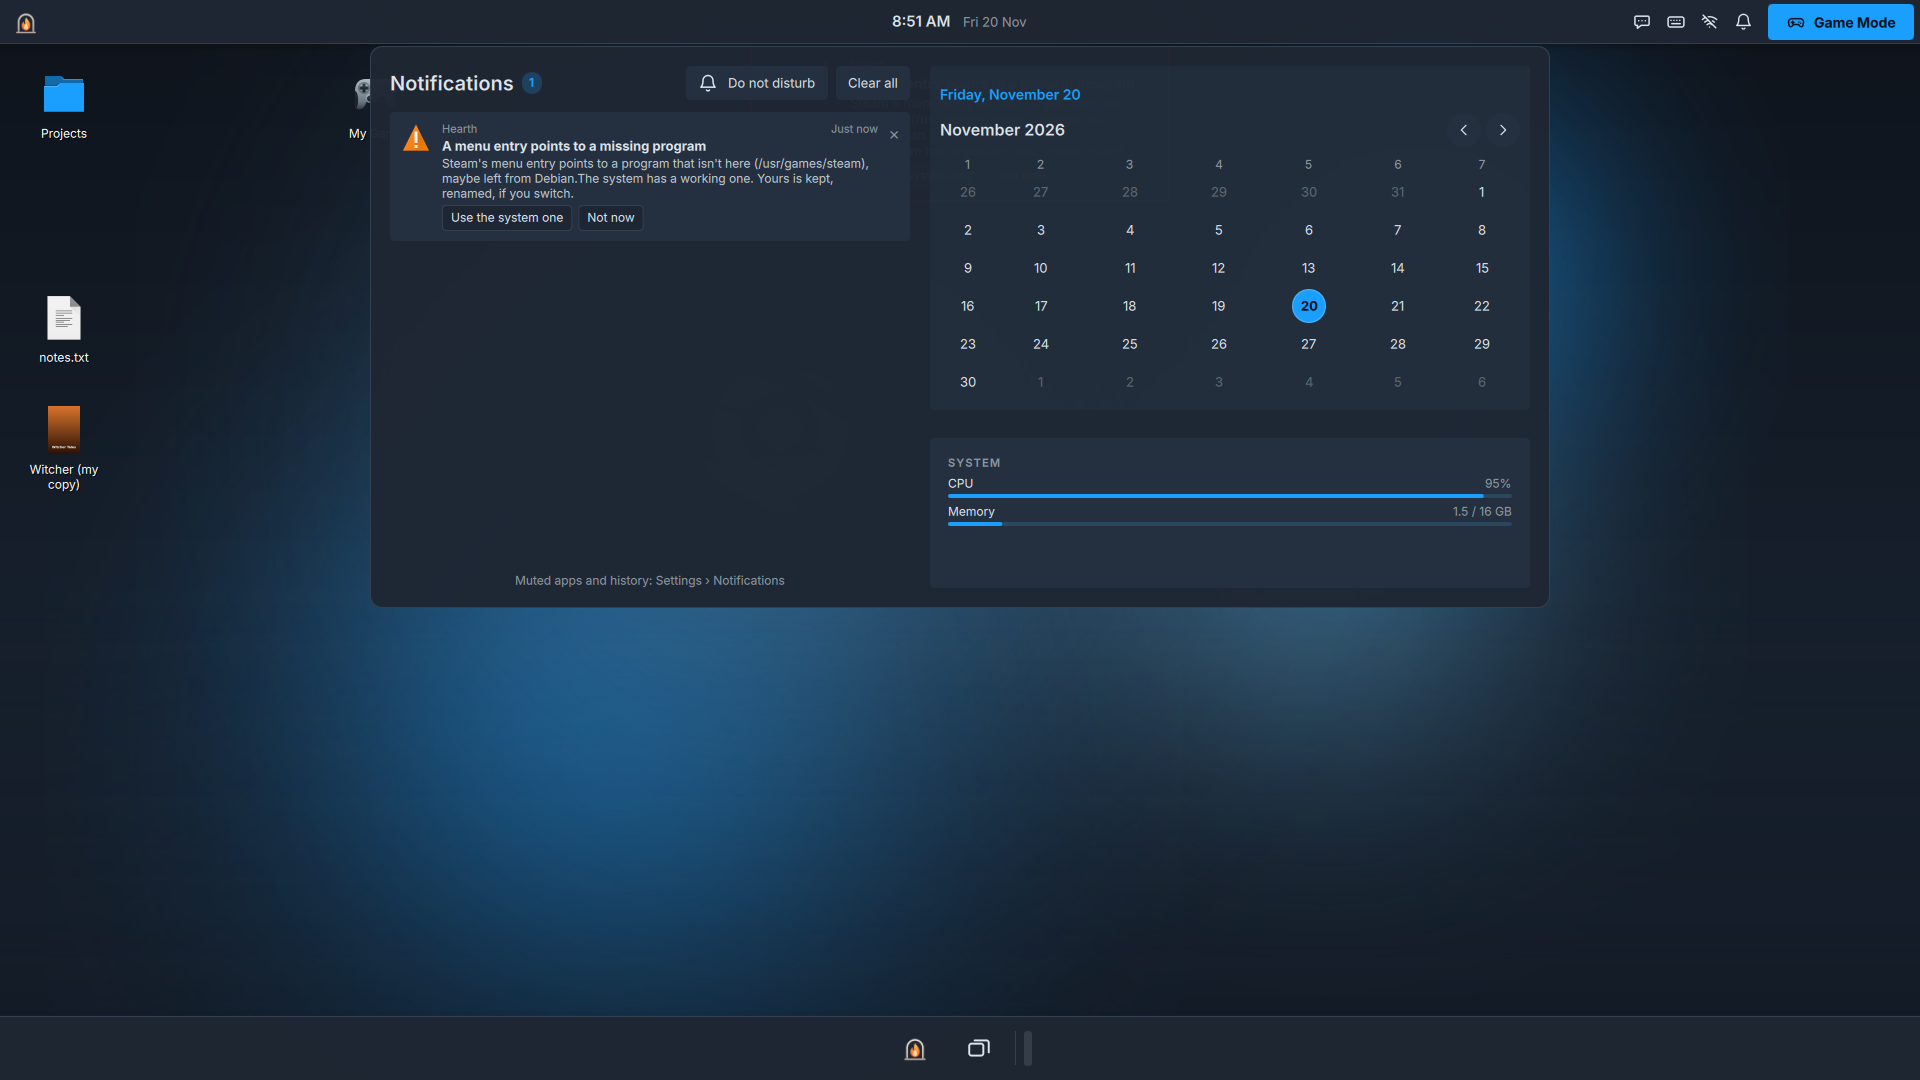 8:51 AM Fri 20 Nov
Game Mode
Projects
My
notes.txt
Witcher (my
copy)
Notifications 1
Do not disturb
Clear all
Hearth
Just now
A menu entry points to a missing program
Steam's menu entry points to a program that isn't here (/usr/games/steam),
maybe left from Debian.The system has a working one. Yours is kept,
renamed, if you switch.
Use the system one
Not now
Muted apps and history: Settings › Notifications
Friday, November 20
November 2026
1 2 3 4 5 6 7
26 27 28 29 30 31 1
2 3 4 5 6 7 8
9 10 11 12 13 14 15
16 17 18 19 20 21 22
23 24 25 26 27 28 29
30 1 2 3 4 5 6
SYSTEM
CPU 95%
Memory 1.5 / 16 GB